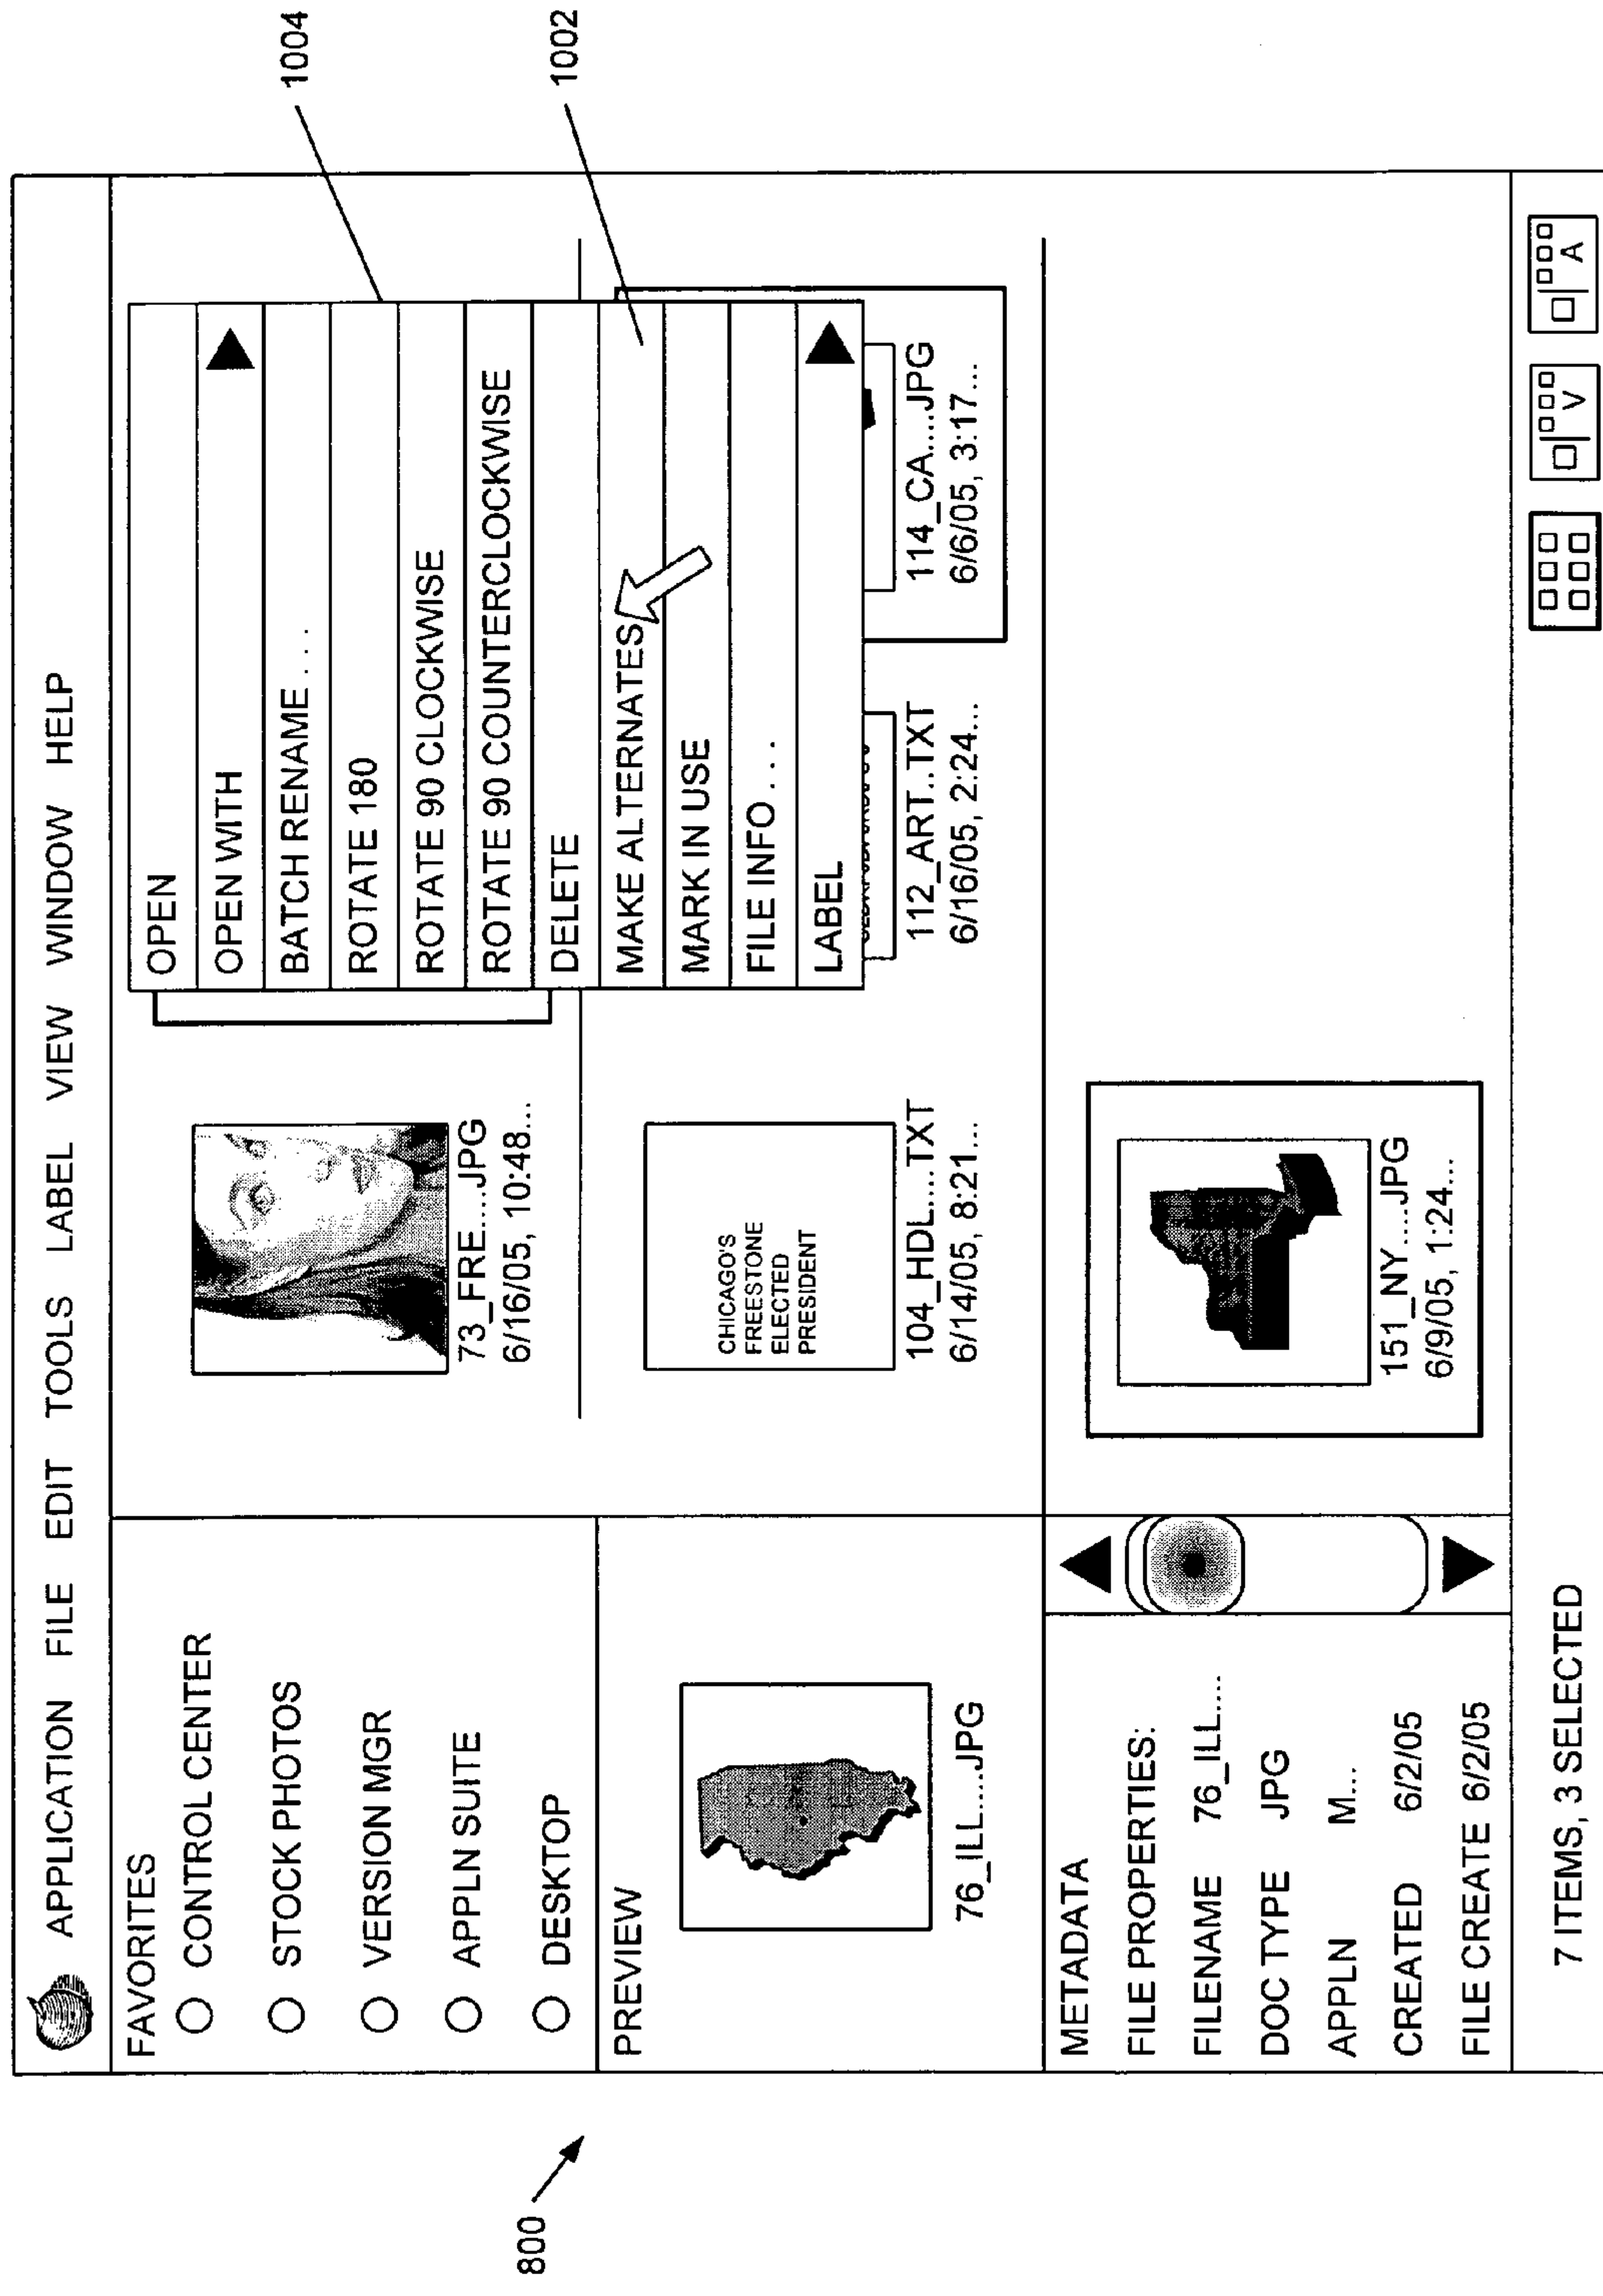 APPLICATION FILE EDIT TOOLS LABEL VIEW WINDOW HELP
FAVORITES
CONTROL CENTER
STOCK PHOTOS
VERSION MGR
APPLN SUITE
DESKTOP
PREVIEW
76_ILL....JPG
METADATA
FILE PROPERTIES:
FILENAME 76_ILL....
DOC TYPE JPG
APPLN M...
CREATED 6/2/05
FILE CREATE 6/2/05
73_FRE....JPG
6/16/05, 10:48...
CHICAGO'S
FREESTONE
ELECTED
PRESIDENT
104_HDL....TXT
6/14/05, 8:21...
151_NY....JPG
6/9/05, 1:24...
OPEN
OPEN WITH
BATCH RENAME....
ROTATE 180
ROTATE 90 CLOCKWISE
ROTATE 90 COUNTERCLOCKWISE
DELETE
MAKE ALTERNATES
MARK IN USE
FILE INFO....
LABEL
112_ART..TXT
6/16/05, 2:24...
114_CA....JPG
6/6/05, 3:17...
7 ITEMS, 3 SELECTED
V
A
1004
1002
800